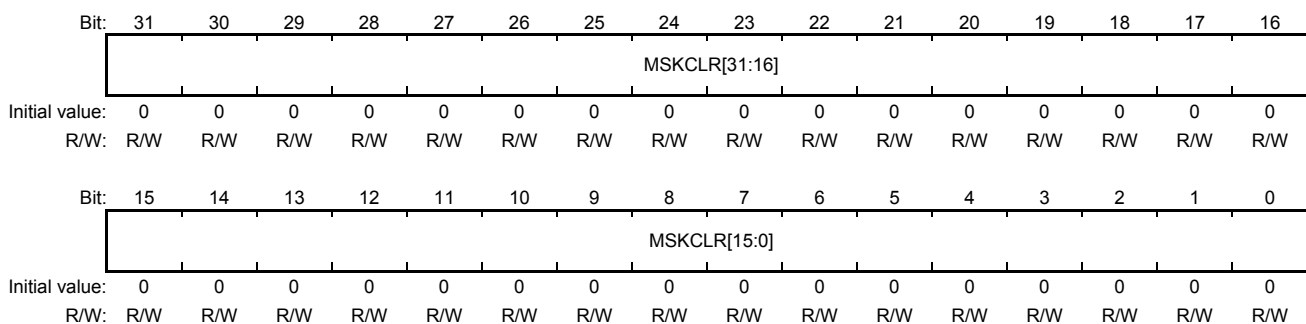 Bit: 31 30 29 28 27 26 25 24 23 22 21 20 19 18 17 16
MSKCLR[31:16]
Initial value: 0 0 0 0 0 0 0 0 0 0 0 0 0 0 0 0
R/W: R/W R/W R/W R/W R/W R/W R/W R/W R/W R/W R/W R/W R/W R/W R/W R/W
Bit: 15 14 13 12 11 10 9 8 7 6 5 4 3 2 1 0
MSKCLR[15:0]
Initial value: 0 0 0 0 0 0 0 0 0 0 0 0 0 0 0 0
R/W: R/W R/W R/W R/W R/W R/W R/W R/W R/W R/W R/W R/W R/W R/W R/W R/W